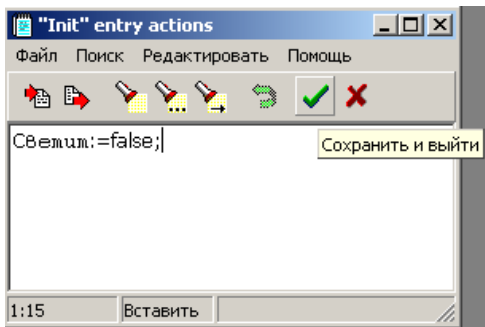 "Init" entry actions
Файл Поиск Редактировать Помощь
Светит:=false;
Сохранить и выйти
1:15 Вставить